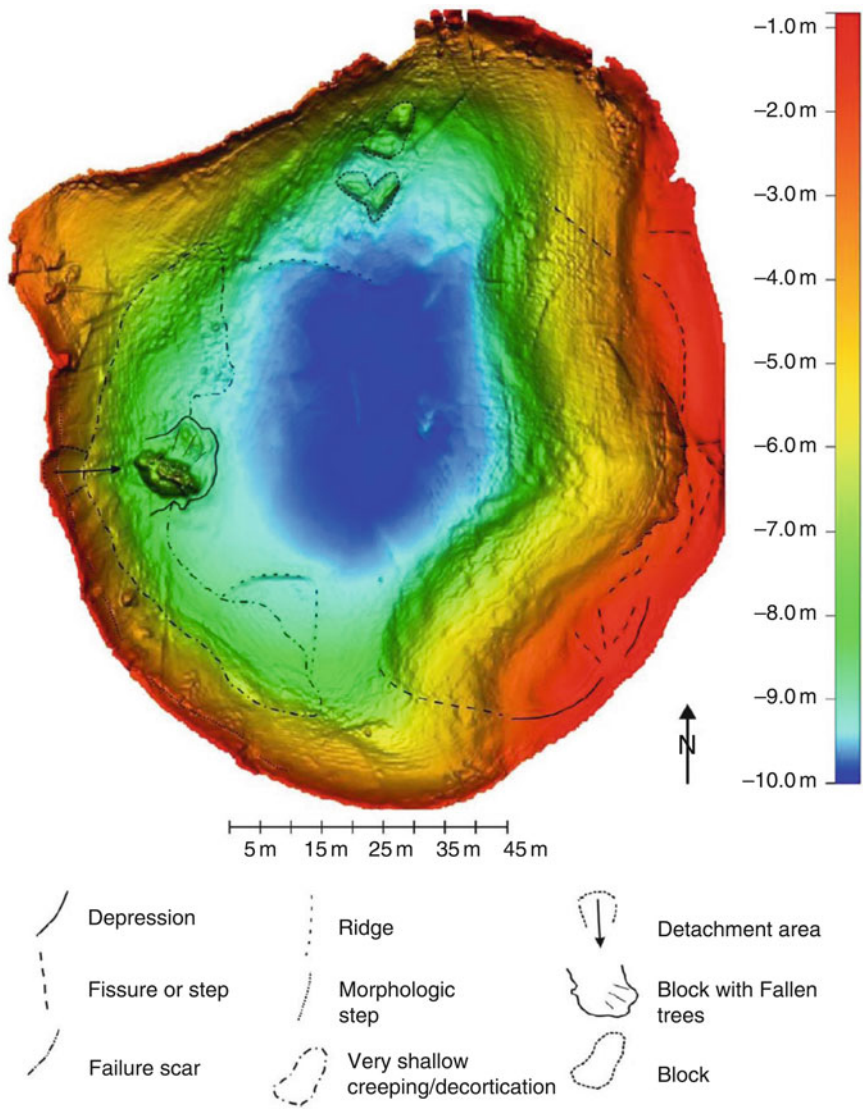 −1.0 m
−2.0 m
−3.0 m
−4.0 m
−5.0 m
−6.0 m
−7.0 m
−8.0 m
−9.0 m
−10.0 m
N
5 m 15 m 25 m 35 m 45 m
Depression
Ridge
Detachment area
Fissure or step
Morphologic
step
Block with Fallen
trees
Failure scar
Very shallow
creeping/decortication
Block